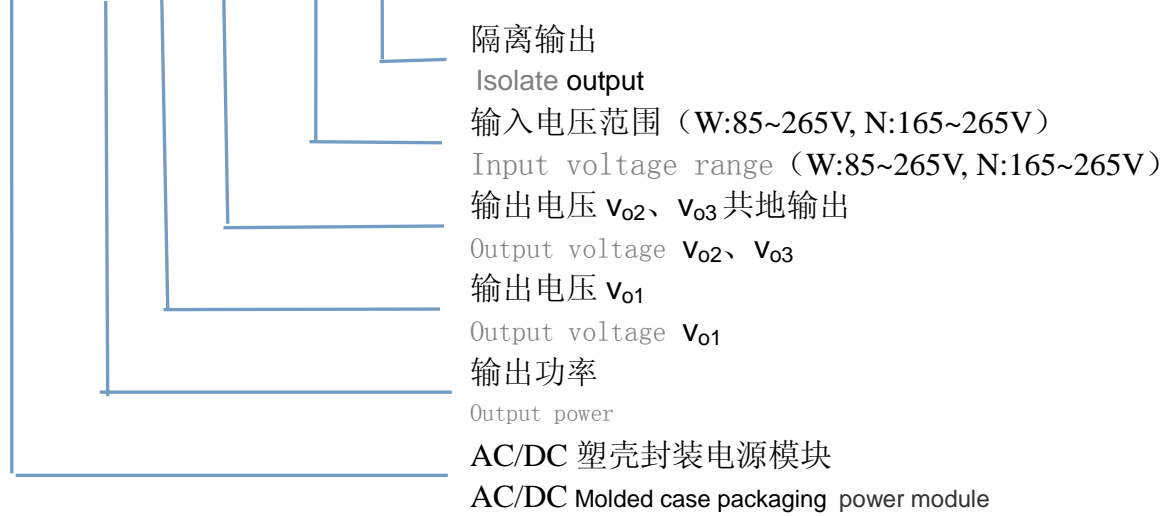 隔离输出
Isolate output
输入电压范围（W:85~265V, N:165~265V）
Input voltage range（W:85~265V, N:165~265V）
输出电压 vo2、vo3 共地输出
Output voltage vo2、vo3
输出电压 vo1
Output voltage vo1
输出功率
Output power
AC/DC 塑壳封装电源模块
AC/DC Molded case packaging power module